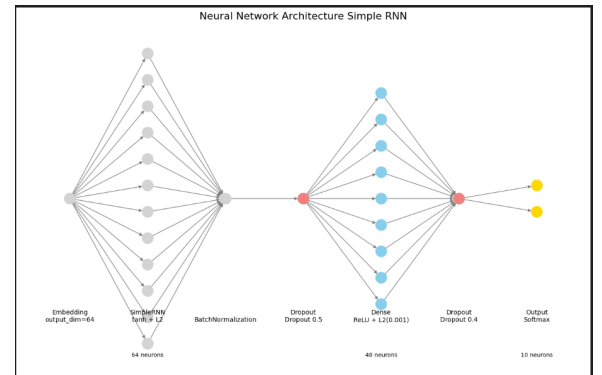 Neural Network Architecture Simple RNN
Embedding
output_dim=64
SimpleRNN
tanh + L2
64 neurons
BatchNormalization
Dropout
Dropout 0.5
Dense
ReLU + L2(0.001)
48 neurons
Dropout
Dropout 0.4
Output
Softmax
10 neurons